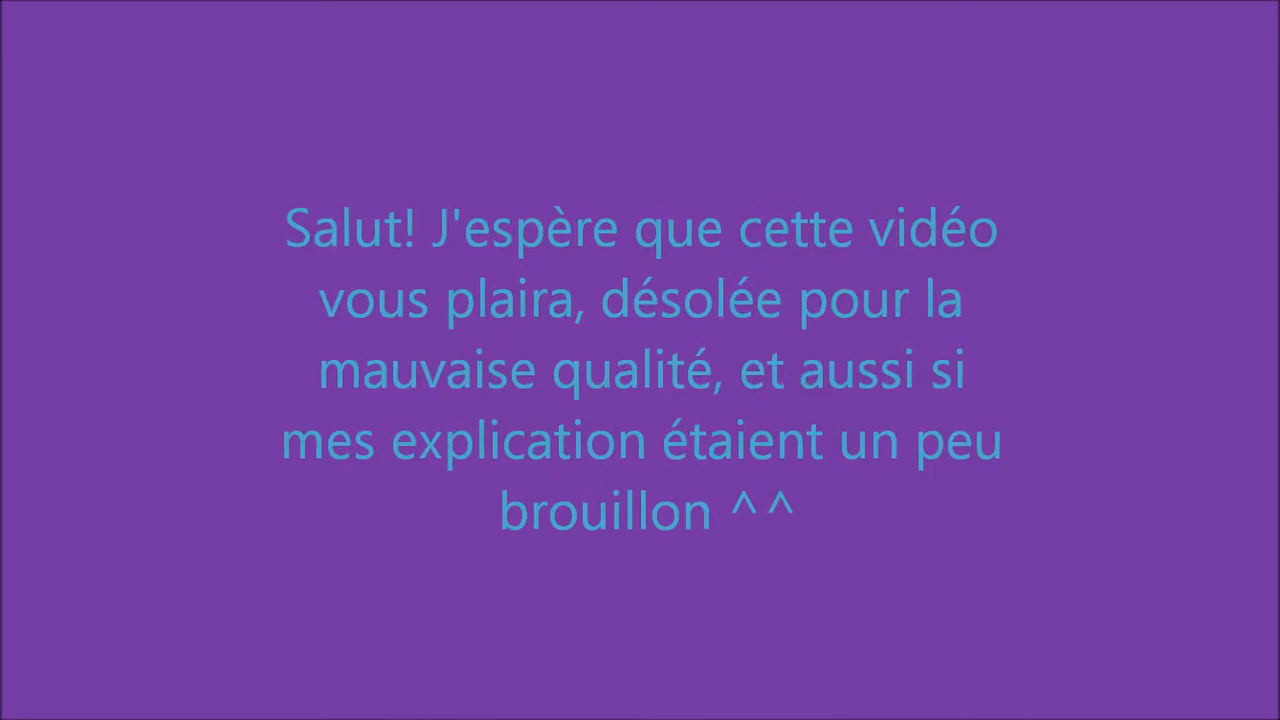 Salut! J'espère que cette vidéo
vous plaira, désolée pour la
mauvaise qualité, et aussi si
mes explication étaient un peu
brouillon ^^